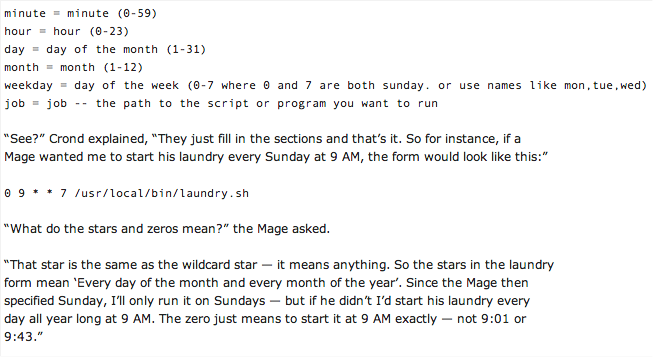 minute = minute (0-59)
hour = hour (0-23)
day = day of the month (1-31)
month = month (1-12)
weekday = day of the week (0-7 where 0 and 7 are both sunday. or use names like mon,tue,wed)
job = job -- the path to the script or program you want to run
“See?” Crond explained, “They just fill in the sections and that’s it. So for instance, if a
Mage wanted me to start his laundry every Sunday at 9 AM, the form would look like this:”
0 9 * * 7 /usr/local/bin/laundry.sh
“What do the stars and zeros mean?” the Mage asked.
“That star is the same as the wildcard star — it means anything. So the stars in the laundry
form mean ‘Every day of the month and every month of the year’. Since the Mage then
specified Sunday, I’ll only run it on Sundays — but if he didn’t I’d start his laundry every
day all year long at 9 AM. The zero just means to start it at 9 AM exactly — not 9:01 or
9:43.”